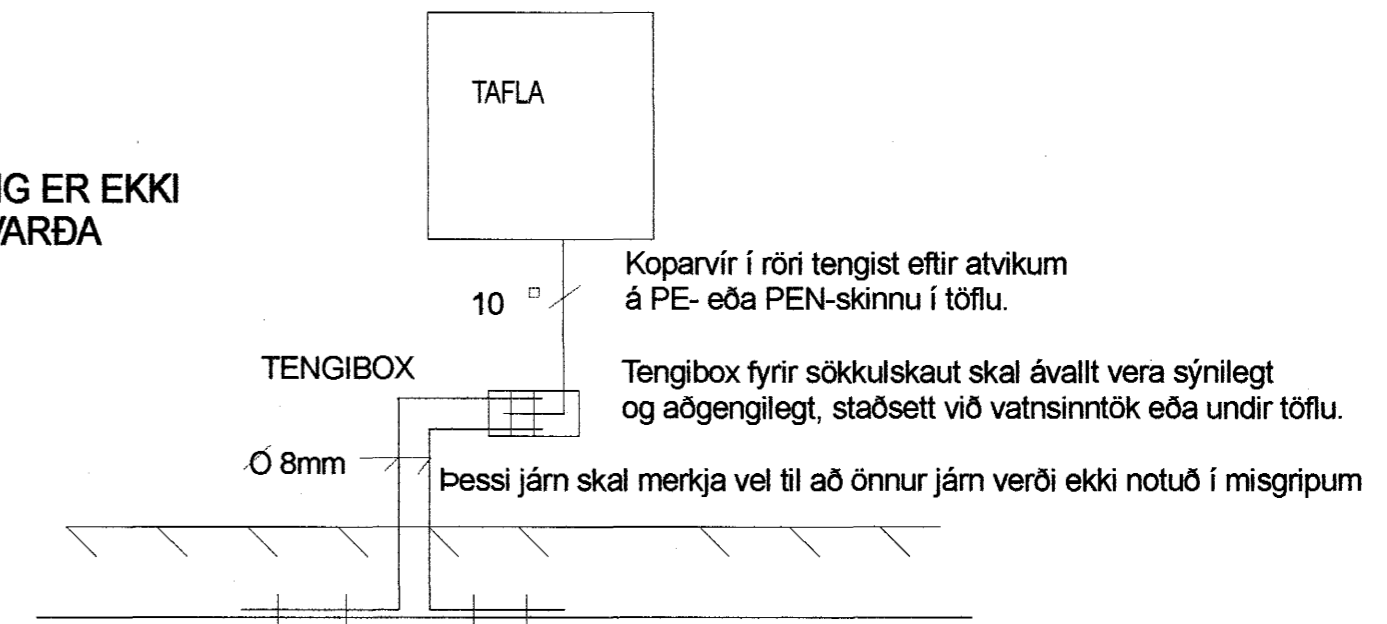 TAFLA
ER EKKI
Koparvír í röri tengist eftir atvikum
á PE- eða PEN-skinnu í töflu.
10 □
TENGIBOX
Tengibox fyrir sökkulskaut skal ávallt vera sýnilegt
og aðgengilegt, staðsett við vatnsinntök eða undir töflu.
Ø 8mm
Þessi járn skal merkja vel til að önnur járn verði ekki notuð í misgripum